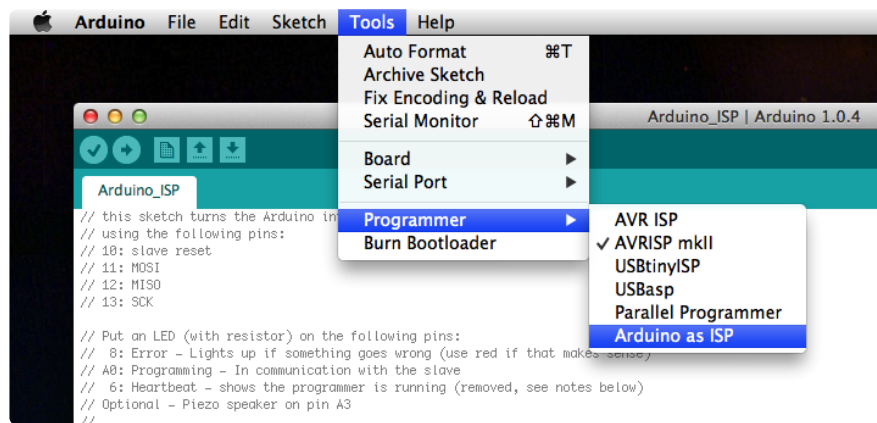 Arduino File Edit Sketch Tools Help
Auto Format ⌘T
Archive Sketch
Fix Encoding & Reload
Serial Monitor ⇧⌘M
Board ▶
Serial Port ▶
Programmer ▶
Burn Bootloader
AVR ISP
✓ AVRISP mkII
USBtinyISP
USBasp
Parallel Programmer
Arduino as ISP
Arduino_ISP | Arduino 1.0.4
Arduino_ISP
// this sketch turns the Arduino in
// using the following pins:
// 10: slave reset
// 11: MOSI
// 12: MISO
// 13: SCK
// Put an LED (with resistor) on the following pins:
//  8: Error - Lights up if something goes wrong (use red if that makes sense)
// A0: Programming - In communication with the slave
//  6: Heartbeat - shows the programmer is running (removed, see notes below)
// Optional - Piezo speaker on pin A3
//